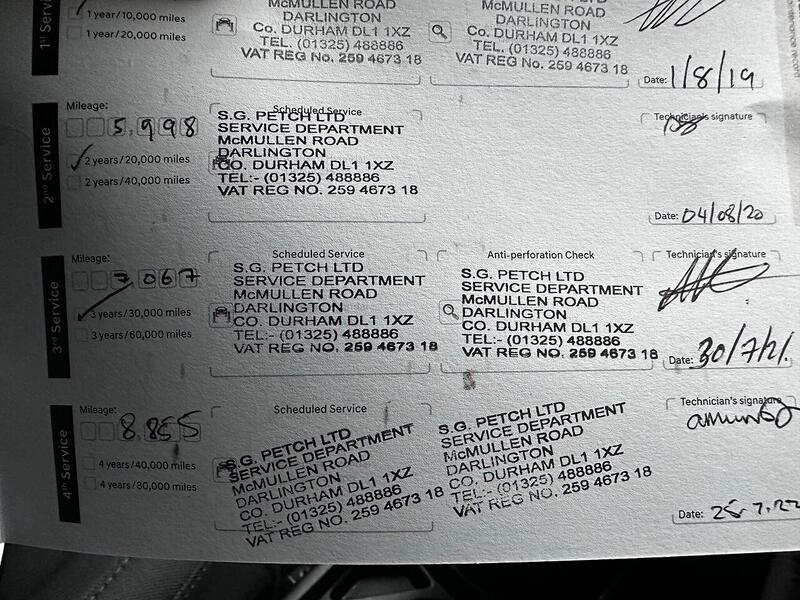 1st Service
1 year/10,000 miles
1 year/20,000 miles
McMULLEN ROAD
DARLINGTON
Co. DURHAM DL1 1XZ
TEL. (01325) 488886
VAT REG No. 259 4673 18
McMULLEN ROAD
DARLINGTON
Co. DURHAM DL1 1XZ
TEL. (01325) 488886
VAT REG No. 259 4673 18
Date: 1/8/19
2nd Service
Mileage:
5,998
2 years/20,000 miles
2 years/40,000 miles
Scheduled Service
S.G. PETCH LTD
SERVICE DEPARTMENT
McMULLEN ROAD
DARLINGTON
CO. DURHAM DL1 1XZ
TEL:- (01325) 488886
VAT REG NO. 259 4673 18
Technician's signature
Date: 04/08/20
3rd Service
Mileage:
7067
3 years/30,000 miles
3 years/60,000 miles
Scheduled Service
S.G. PETCH LTD
SERVICE DEPARTMENT
McMULLEN ROAD
DARLINGTON
CO. DURHAM DL1 1XZ
TEL:- (01325) 488886
VAT REG NO. 259 4673 18
Anti-perforation Check
S.G. PETCH LTD
SERVICE DEPARTMENT
McMULLEN ROAD
DARLINGTON
CO. DURHAM DL1 1XZ
TEL:- (01325) 488886
VAT REG NO. 259 4673 18
Technician's signature
Date: 30/7/21.
4th Service
Mileage:
8.855
4 years/40,000 miles
4 years/80,000 miles
Scheduled Service
S.G. PETCH LTD
SERVICE DEPARTMENT
McMULLEN ROAD
DARLINGTON
CO. DURHAM DL1 1XZ
TEL:- (01325) 488886
VAT REG NO. 259 4673 18
S.G. PETCH LTD
SERVICE DEPARTMENT
McMULLEN ROAD
DARLINGTON
CO. DURHAM DL1 1XZ
TEL:- (01325) 488886
VAT REG NO. 259 4673 18
Technician's signature
Date: 25.7.22